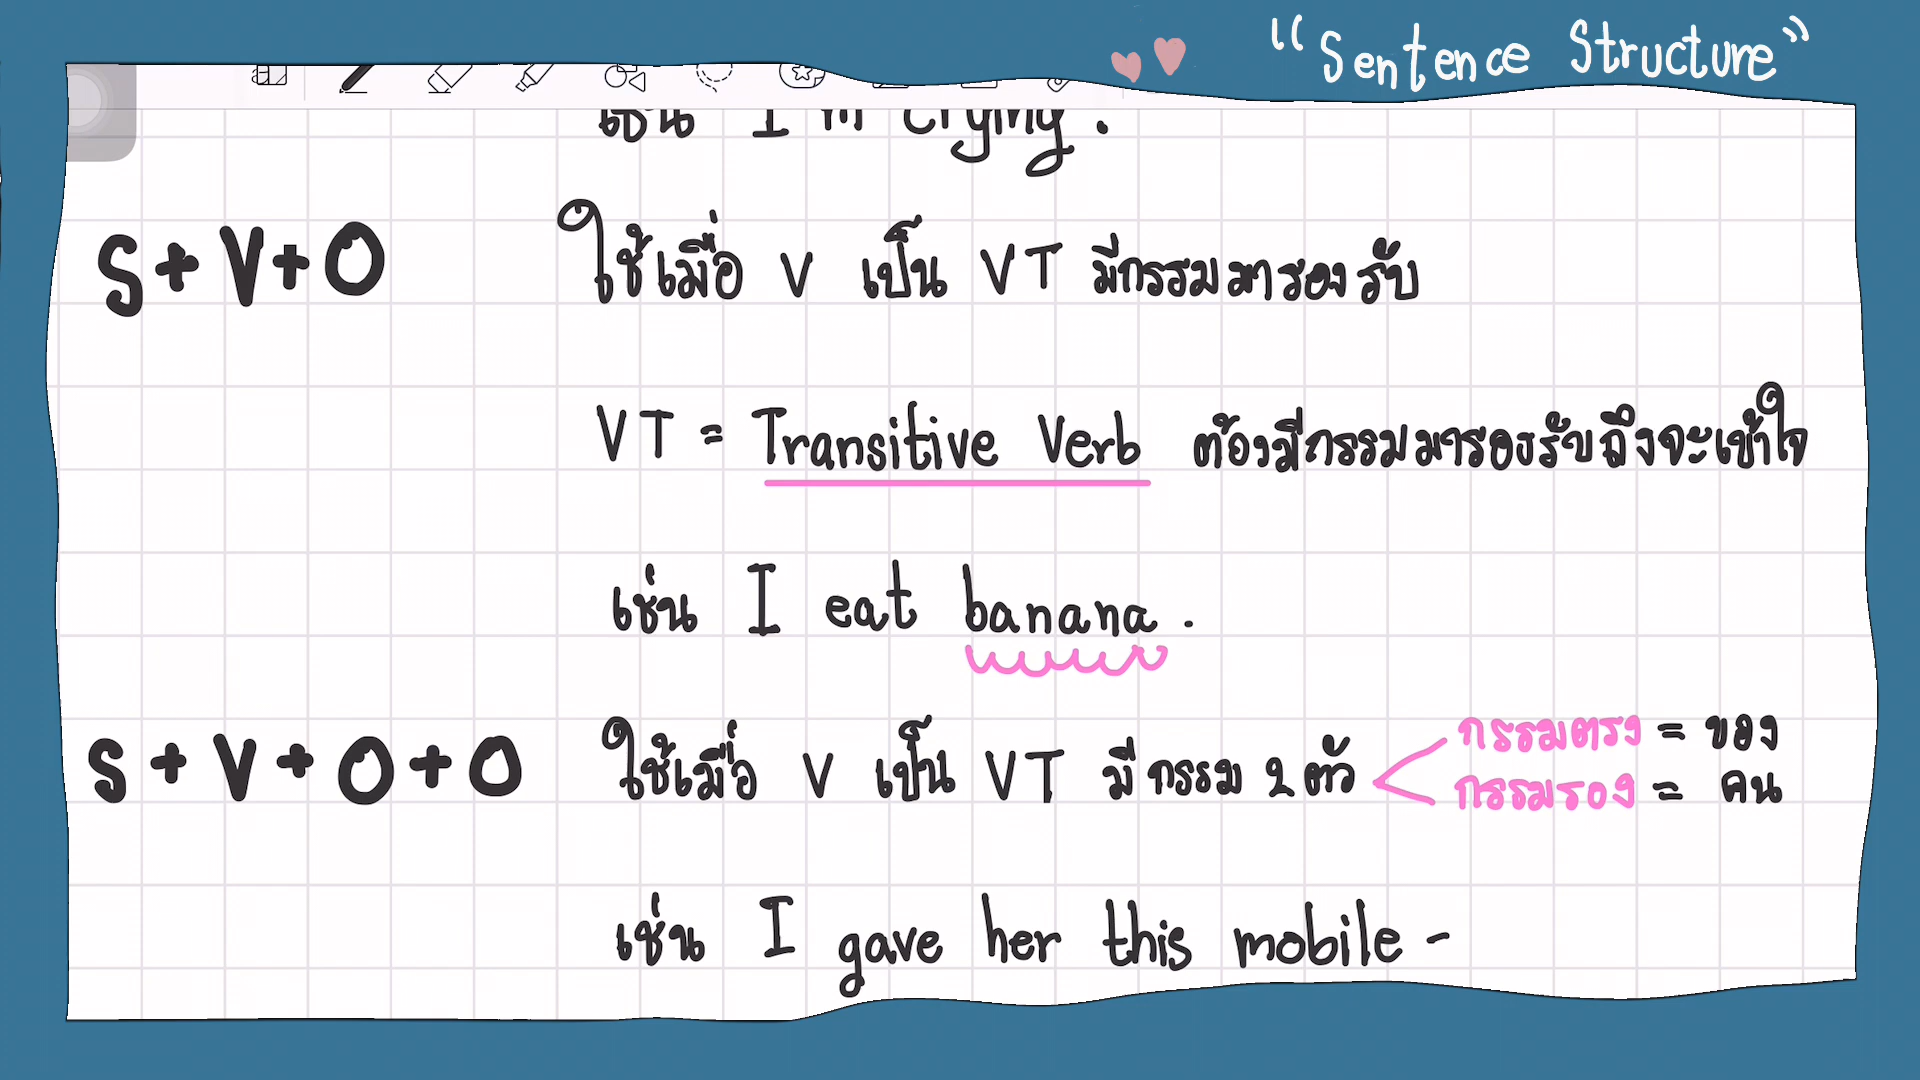 "Sentence Structure"
เช่น I'm crying.
S+V+O ใช้เมื่อ V เป็น VT มีกรรมมารองรับ
VT = Transitive Verb ต้องมีกรรมมารองรับถึงจะเข้าใจ
เช่น I eat banana.
S+V+O+O ใช้เมื่อ V เป็น VT มีกรรม 2 ตัว
กรรมตรง = ของ
กรรมรอง = คน
เช่น I gave her this mobile -